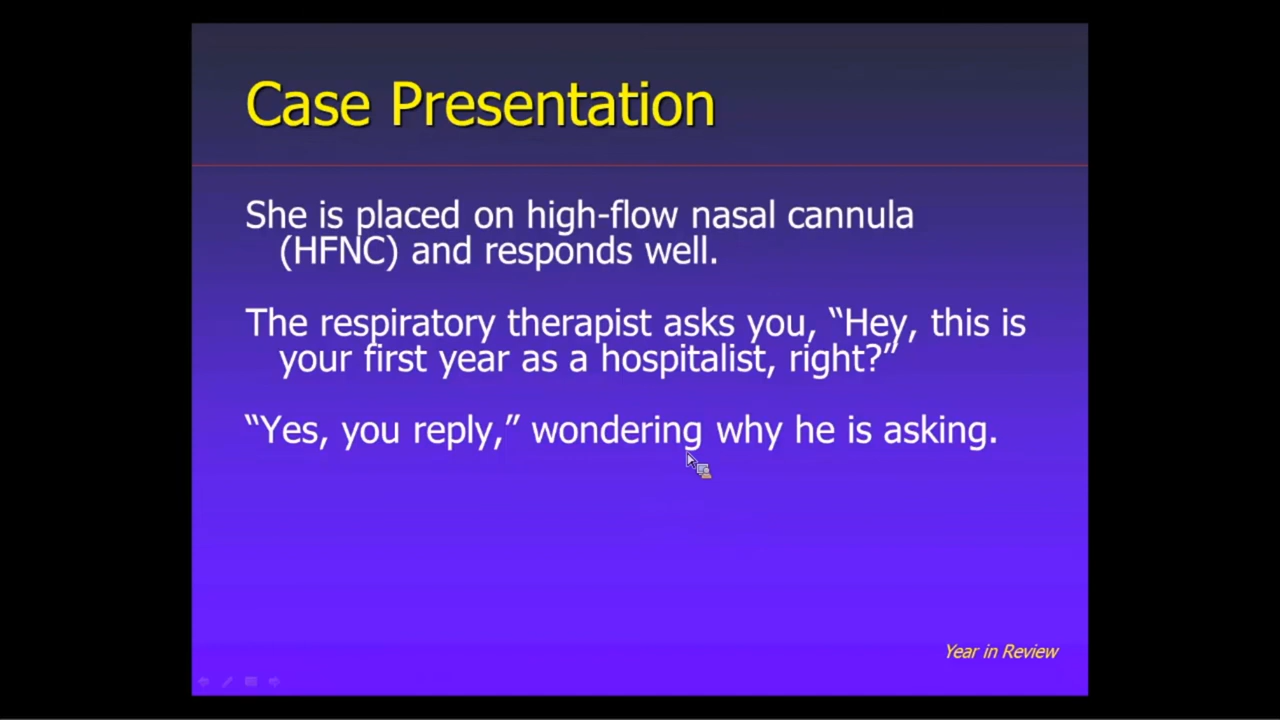 Case Presentation
She is placed on high-flow nasal cannula
(HFNC) and responds well.
The respiratory therapist asks you, “Hey, this is
your first year as a hospitalist, right?”
“Yes, you reply,” wondering why he is asking.
Year in Review